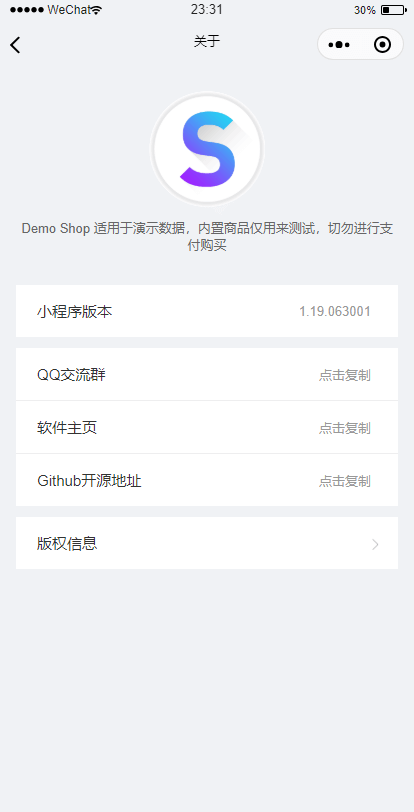 ●●●●● WeChat 23:31 30%
关于
S
Demo Shop 适用于演示数据，内置商品仅用来测试，切勿进行支
付购买
小程序版本 1.19.063001
QQ交流群 点击复制
软件主页 点击复制
Github开源地址 点击复制
版权信息